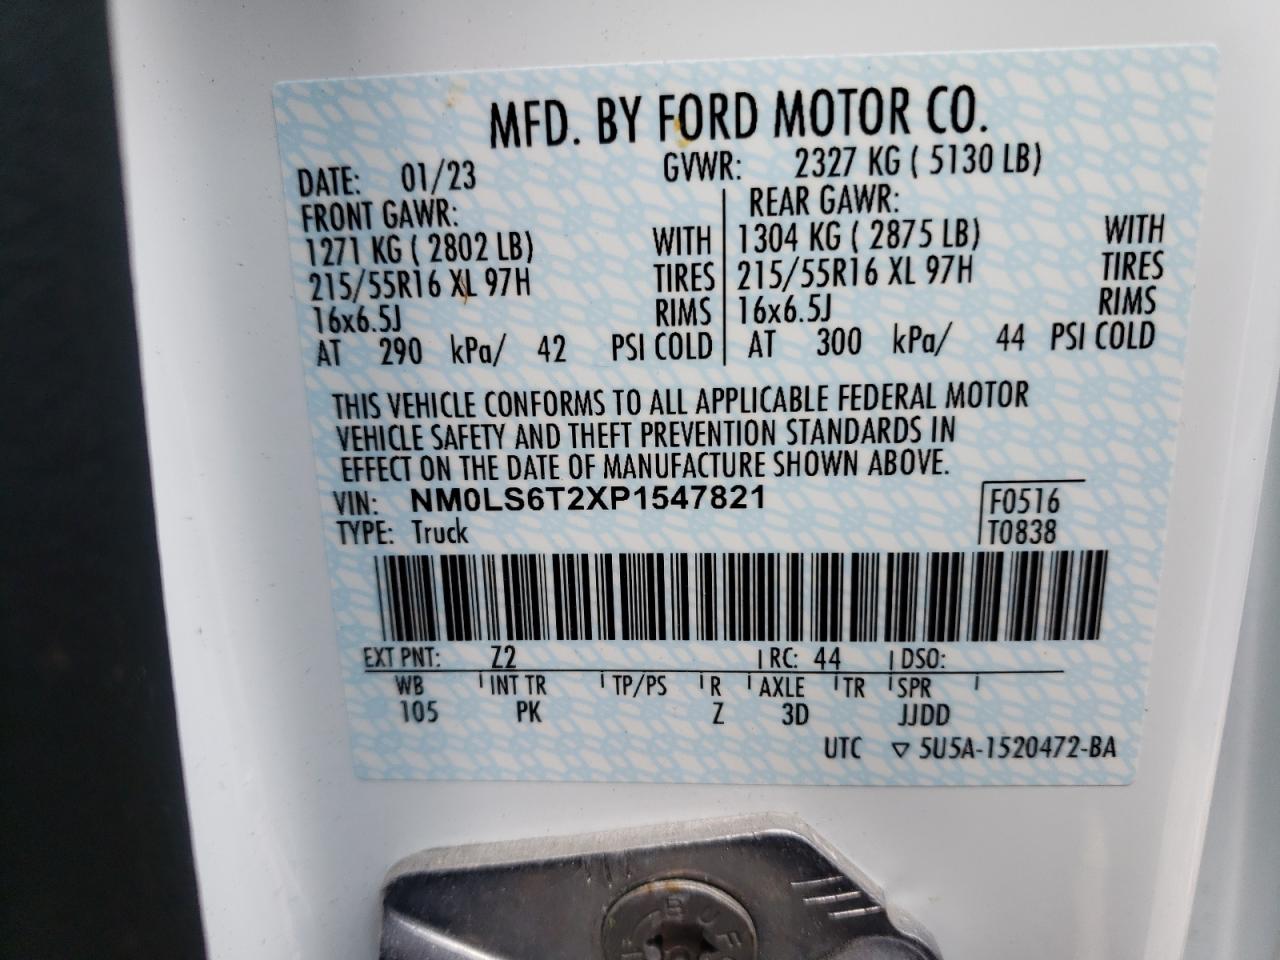 MFD. BY FORD MOTOR CO.
DATE: 01/23 GVWR: 2327 KG ( 5130 LB)
FRONT GAWR: REAR GAWR:
1271 KG ( 2802 LB) WITH 1304 KG ( 2875 LB) WITH
215/55R16 XL 97H TIRES 215/55R16 XL 97H TIRES
16x6.5J RIMS 16x6.5J RIMS
AT 290 kPa/ 42 PSI COLD AT 300 kPa/ 44 PSI COLD
THIS VEHICLE CONFORMS TO ALL APPLICABLE FEDERAL MOTOR
VEHICLE SAFETY AND THEFT PREVENTION STANDARDS IN
EFFECT ON THE DATE OF MANUFACTURE SHOWN ABOVE.
VIN: NM0LS6T2XP1547821 F0516
TYPE: Truck T0838
EXT PNT: Z2 RC: 44 DSO:
WB INT TR TP/PS R AXLE TR SPR
105 PK Z 3D JJDD
UTC ▽ 5U5A-1520472-BA